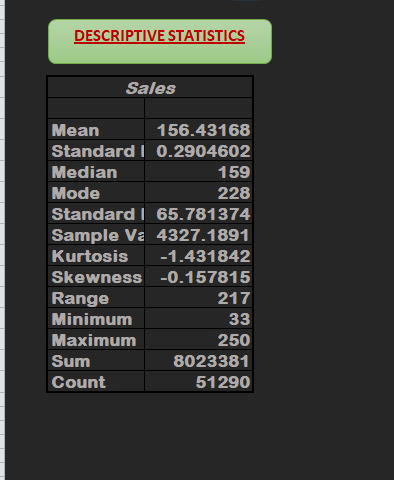 DESCRIPTIVE STATISTICS
Sales
Mean 156.43168
Standard 0.2904602
Median 159
Mode 228
Standard 65.781374
Sample Va 4327.1891
Kurtosis -1.431842
Skewness -0.157815
Range 217
Minimum 33
Maximum 250
Sum 8023381
Count 51290